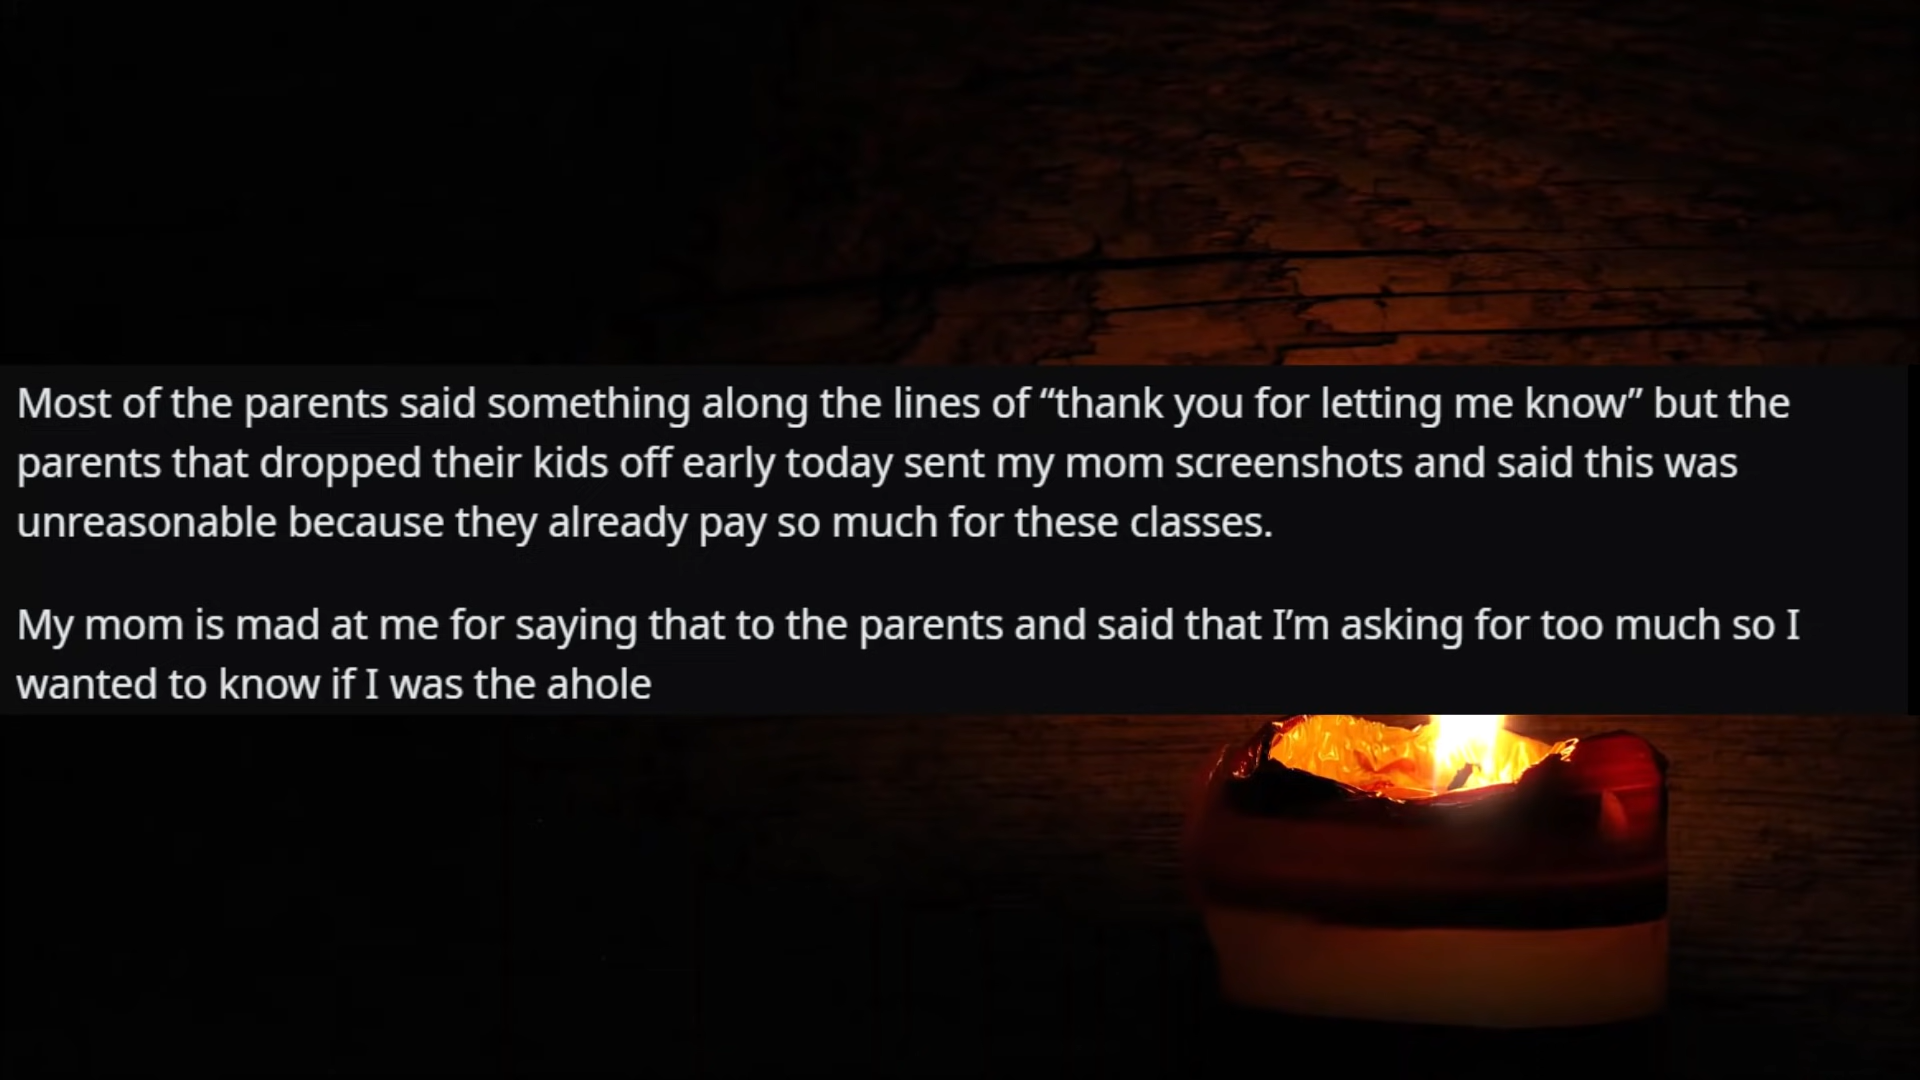 Most of the parents said something along the lines of “thank you for letting me know” but the
parents that dropped their kids off early today sent my mom screenshots and said this was
unreasonable because they already pay so much for these classes.
My mom is mad at me for saying that to the parents and said that I’m asking for too much so I
wanted to know if I was the ahole